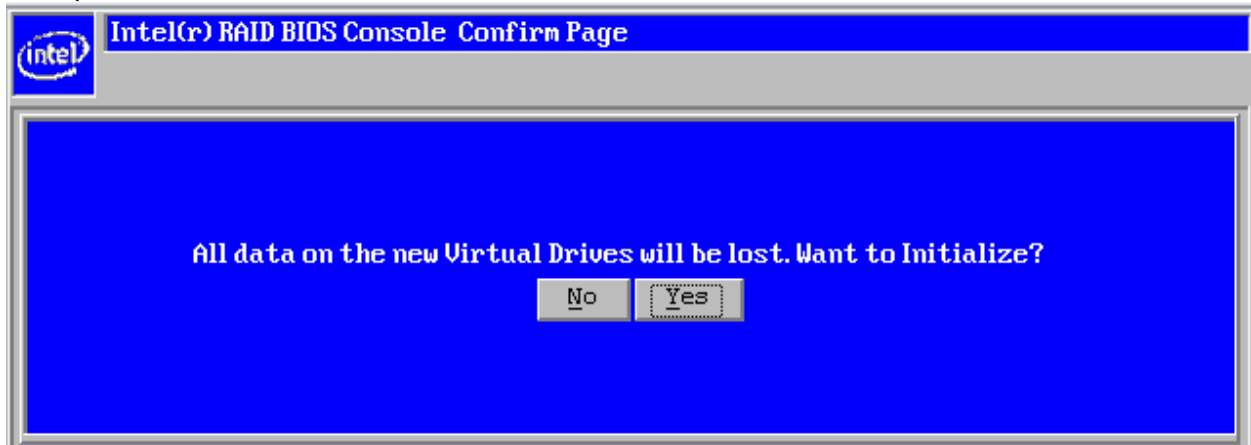 Intel(r) RAID BIOS Console Confirm Page
intel
All data on the new Virtual Drives will be lost. Want to Initialize?
No Yes